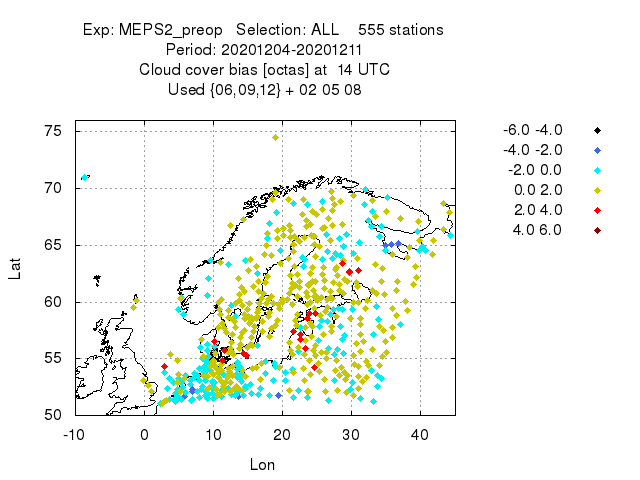 Exp: MEPS2_preop   Selection: ALL    555 stations
Period: 20201204-20201211
Cloud cover bias [octas] at  14 UTC
Used {06,09,12} + 02 05 08
-6.0 -4.0
-4.0 -2.0
-2.0 0.0
0.0 2.0
2.0 4.0
4.0 6.0
75
70
65
60
55
50
Lat
-10 0 10 20 30 40
Lon